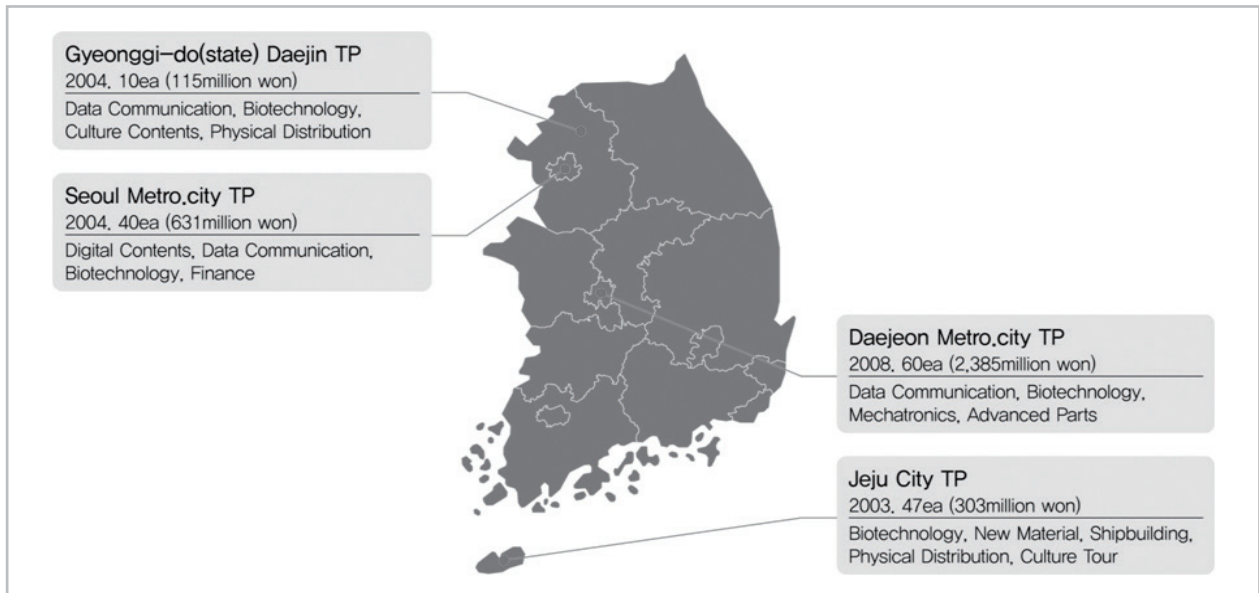 Gyeonggi-do(state) Daejin TP
2004, 10ea (115million won)
Data Communication, Biotechnology,
Culture Contents, Physical Distribution
Seoul Metro.city TP
2004, 40ea (631million won)
Digital Contents, Data Communication,
Biotechnology, Finance
Daejeon Metro.city TP
2008, 60ea (2,385million won)
Data Communication, Biotechnology,
Mechatronics, Advanced Parts
Jeju City TP
2003, 47ea (303million won)
Biotechnology, New Material, Shipbuilding,
Physical Distribution, Culture Tour